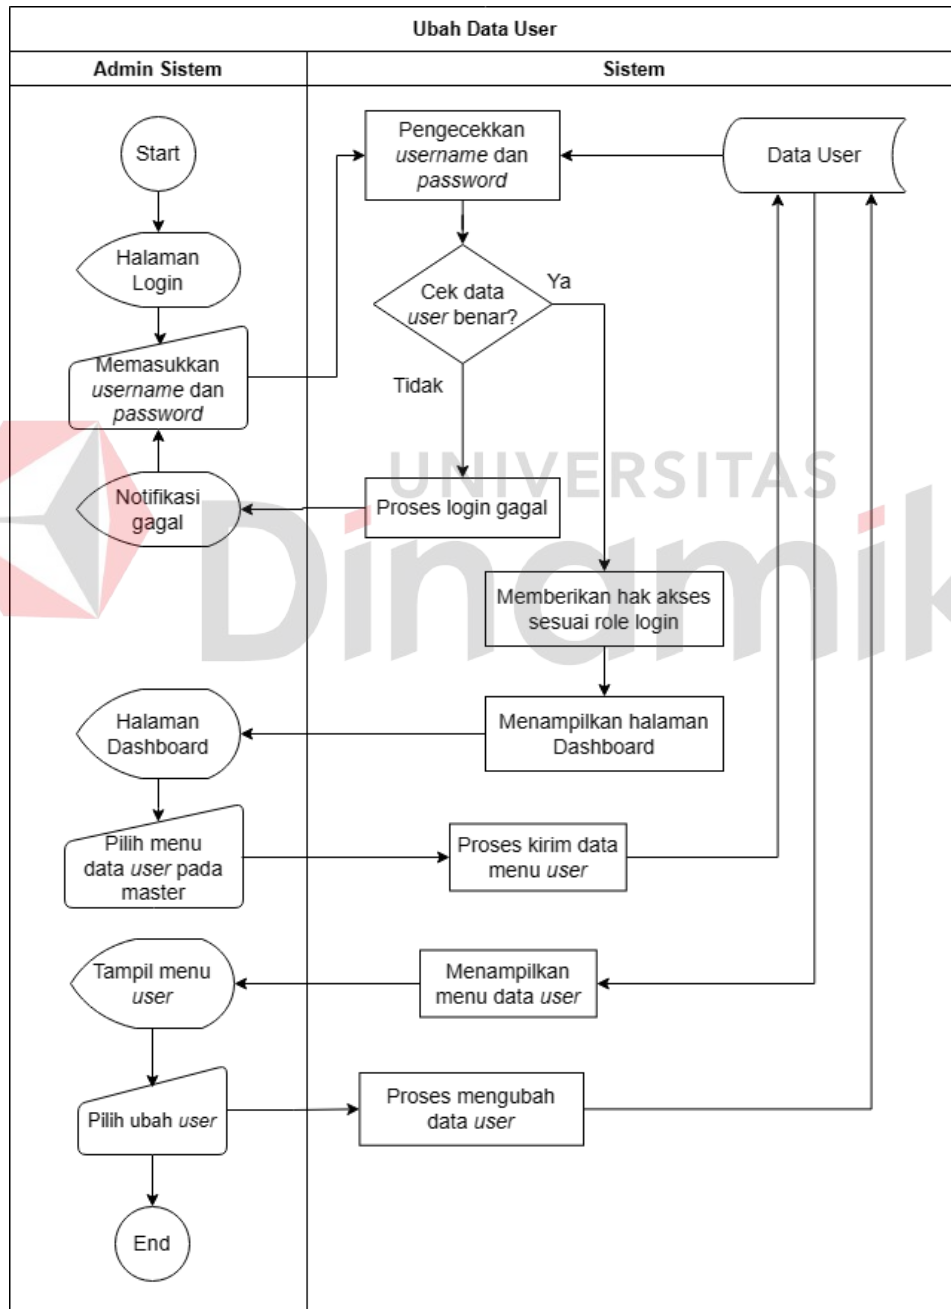 Ubah Data User
Admin Sistem
Sistem
Start
Pengecekkan
username dan
password
Data User
Halaman
Login
Cek data
user benar?
Ya
Tidak
Memasukkan
username dan
password
Notifikasi
gagal
Proses login gagal
UNIVERSITAS
Dinamik
Memberikan hak akses
sesuai role login
Halaman
Dashboard
Menampilkan halaman
Dashboard
Pilih menu
data user pada
master
Proses kirim data
menu user
Tampil menu
user
Menampilkan
menu data user
Pilih ubah user
Proses mengubah
data user
End